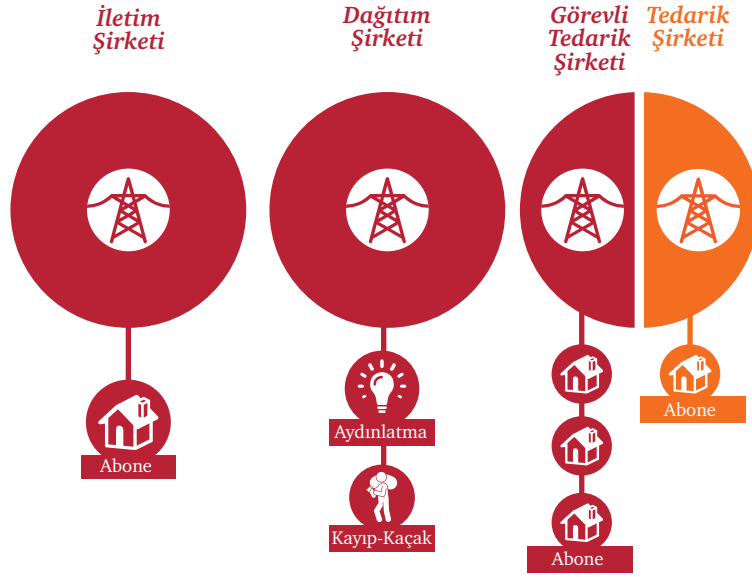 İletim
Şirketi
Dağıtım
Şirketi
Görevli
Tedarik
Şirketi
Tedarik
Şirketi
Abone
Aydınlatma
Kayıp-Kaçak
Abone
Abone